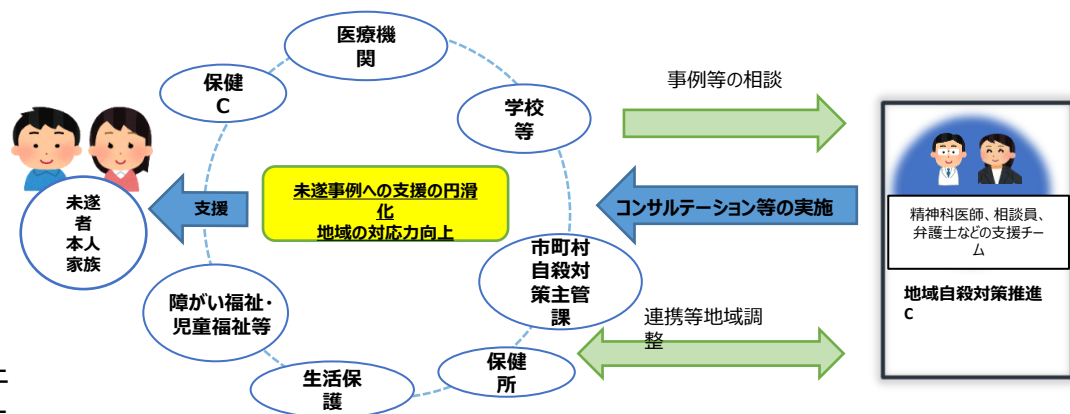 医療機
関
保健
C
学校
等
事例等の相談
未遂
者
本人
家族
支援
未遂事例への支援の円滑
化
地域の対応力向上
コンサルテーション等の実施
精神科医師、相談員、
弁護士などの支援チー
ム
地域自殺対策推進
C
市町村
自殺対
策主管
課
障がい福祉・
児童福祉等
連携等地域調
整
保健
所
生活保
護